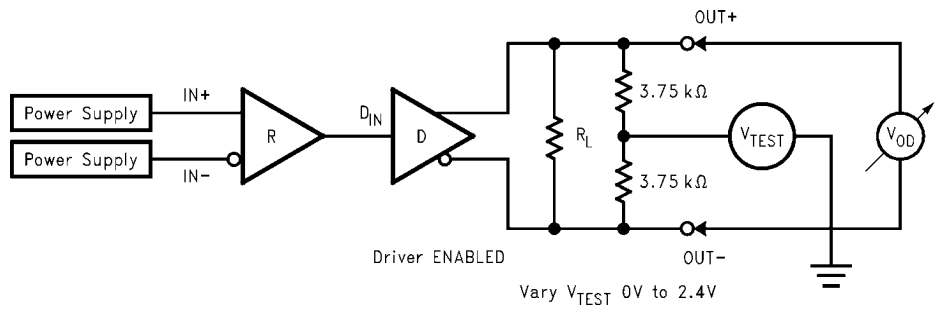 OUT+
IN+
Power Supply
R
D_IN
D
R_L
3.75 kΩ
V_TEST
V_OD
Power Supply
IN-
3.75 kΩ
Driver ENABLED
OUT-
Vary V_TEST 0V to 2.4V